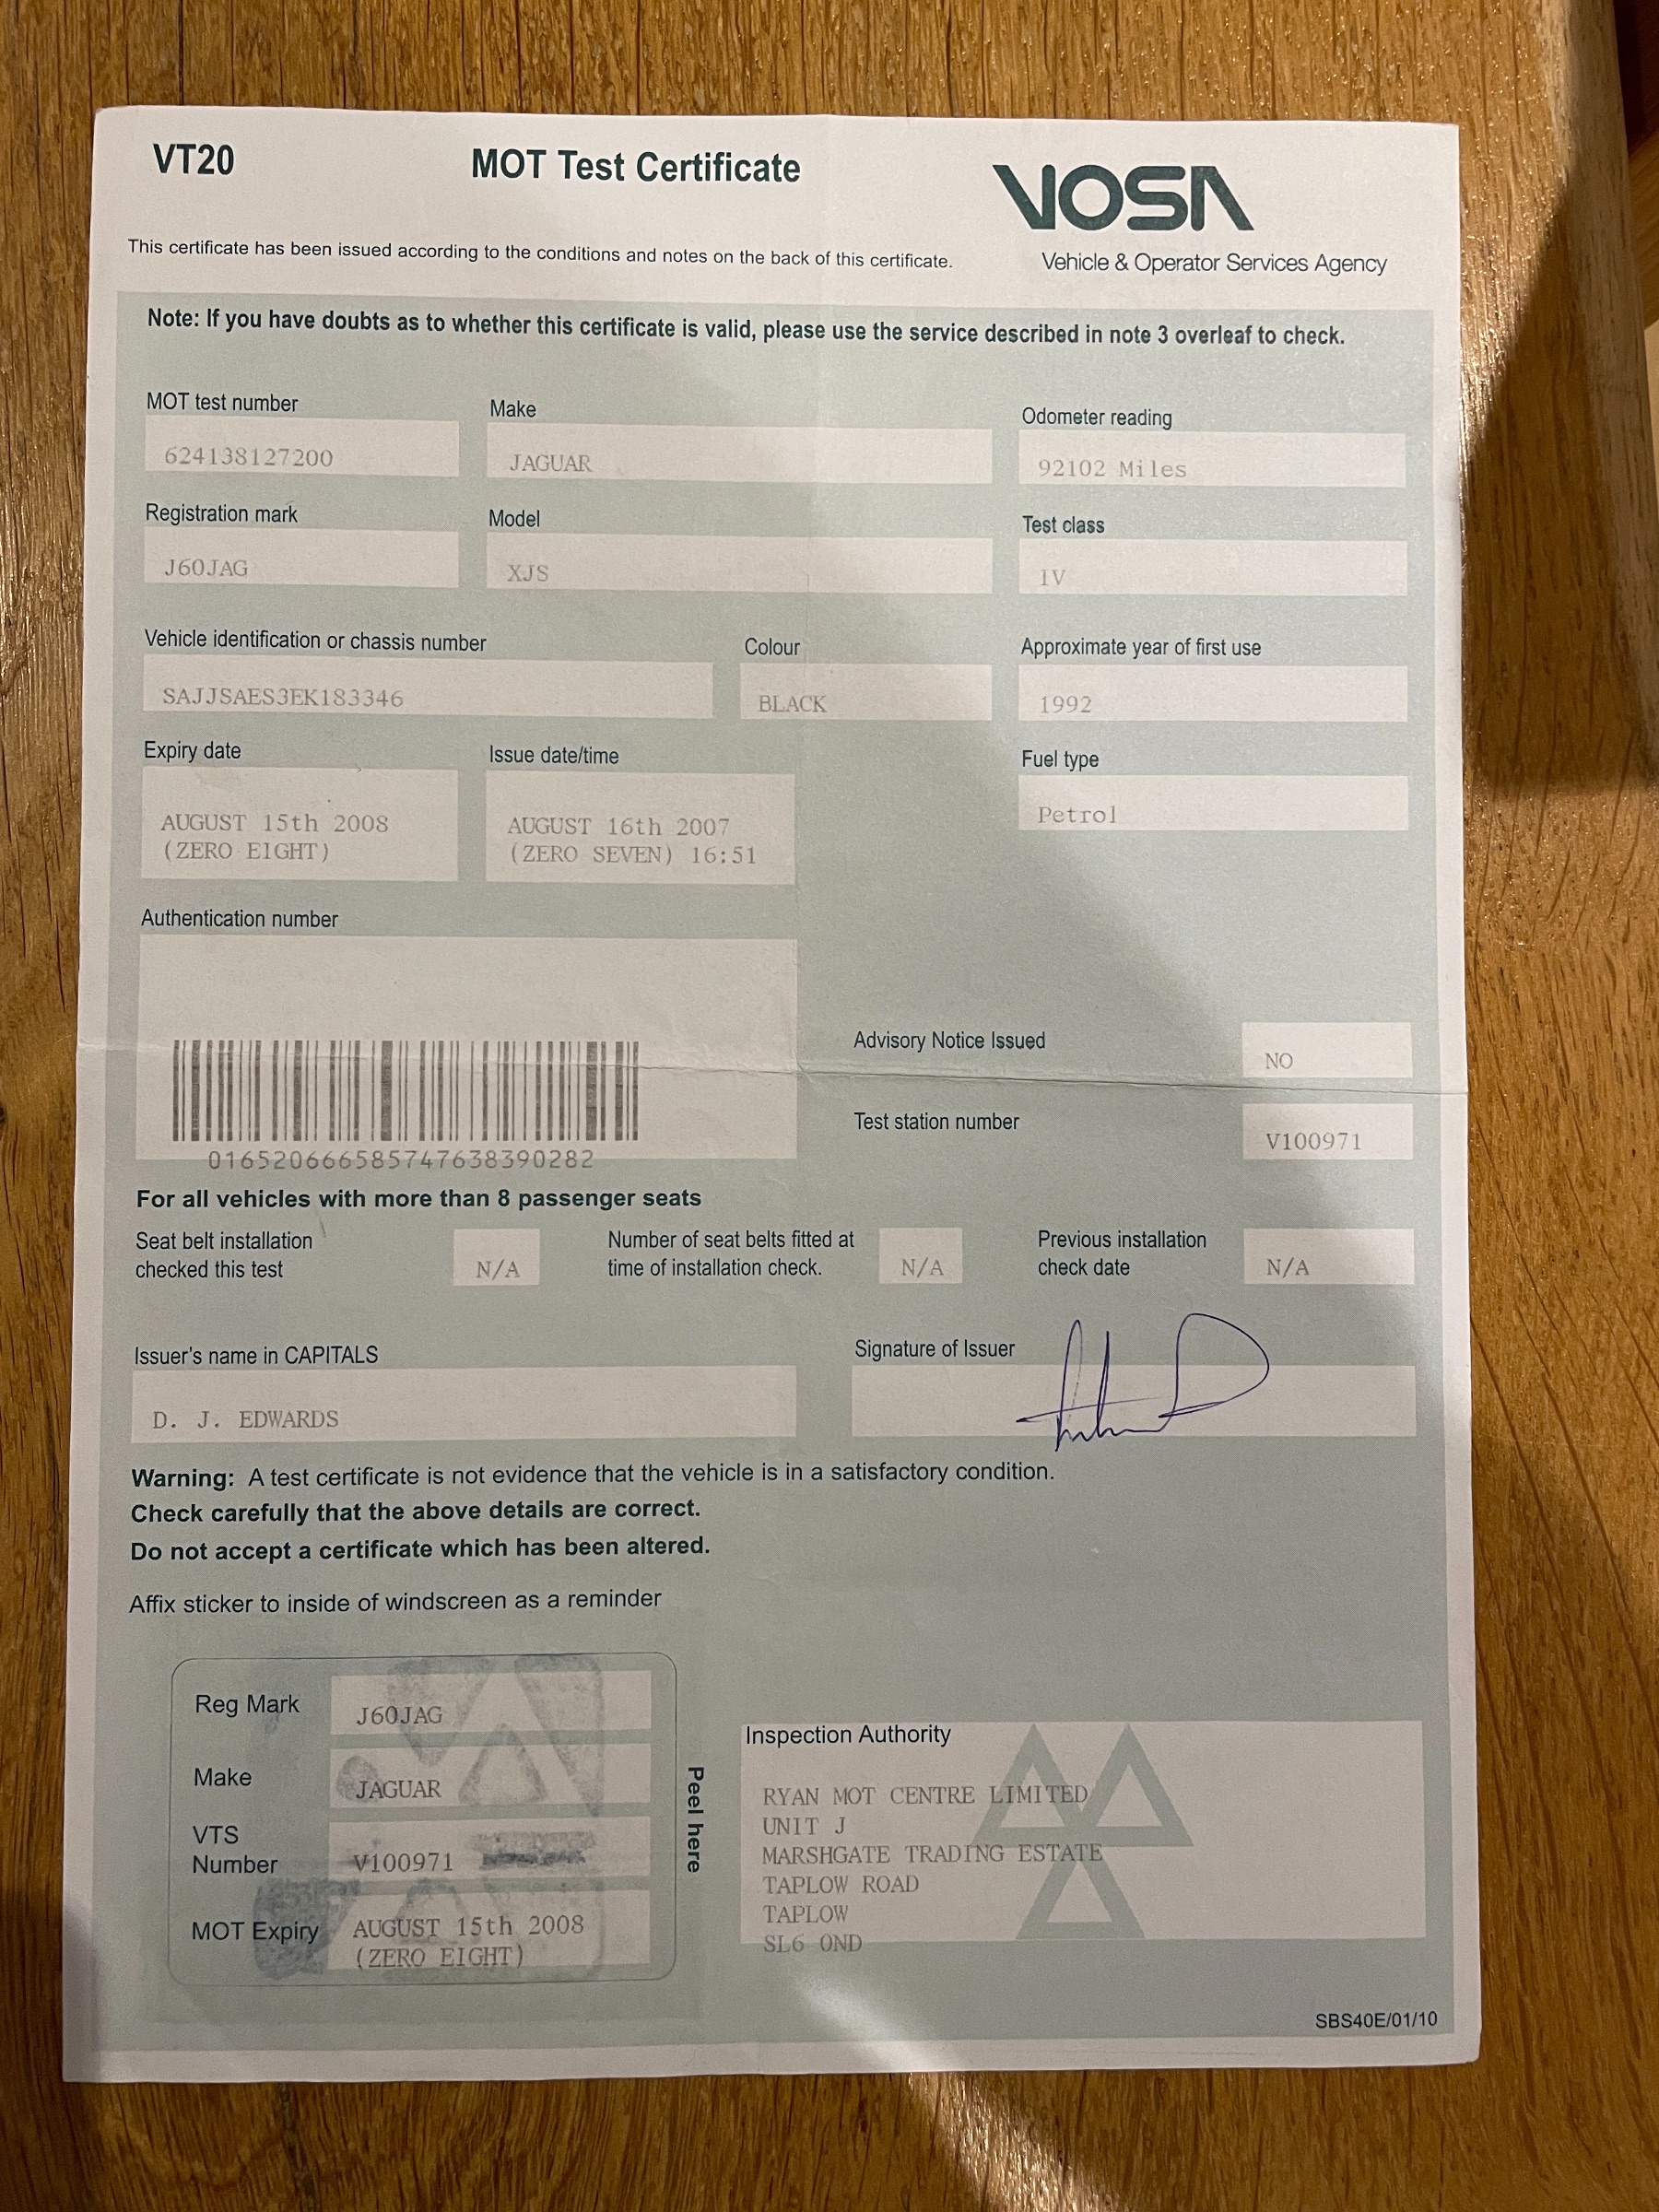 VT20
MOT Test Certificate
VOSA
Vehicle & Operator Services Agency
This certificate has been issued according to the conditions and notes on the back of this certificate.
Note: If you have doubts as to whether this certificate is valid, please use the service described in note 3 overleaf to check.
MOT test number
624138127200
Make
JAGUAR
Odometer reading
92102 Miles
Registration mark
J60JAG
Model
XJS
Test class
IV
Vehicle identification or chassis number
SAJJSAES3EK183346
Colour
BLACK
Approximate year of first use
1992
Expiry date
AUGUST 15th 2008
(ZERO EIGHT)
Issue date/time
AUGUST 16th 2007
(ZERO SEVEN) 16:51
Fuel type
Petrol
Authentication number
0165206665857476383902​82
Advisory Notice Issued
NO
Test station number
V100971
For all vehicles with more than 8 passenger seats
Seat belt installation
checked this test
N/A
Number of seat belts fitted at
time of installation check.
N/A
Previous installation
check date
N/A
Issuer's name in CAPITALS
D. J. EDWARDS
Signature of Issuer
Warning: A test certificate is not evidence that the vehicle is in a satisfactory condition.
Check carefully that the above details are correct.
Do not accept a certificate which has been altered.
Affix sticker to inside of windscreen as a reminder
Reg Mark
J60JAG
Make
JAGUAR
VTS
Number
V100971
MOT Expiry
AUGUST 15th 2008
(ZERO EIGHT)
Peel here
Inspection Authority
RYAN MOT CENTRE LIMITED
UNIT J
MARSHGATE TRADING ESTATE
TAPLOW ROAD
TAPLOW
SL6 0ND
SBS40E/01/10